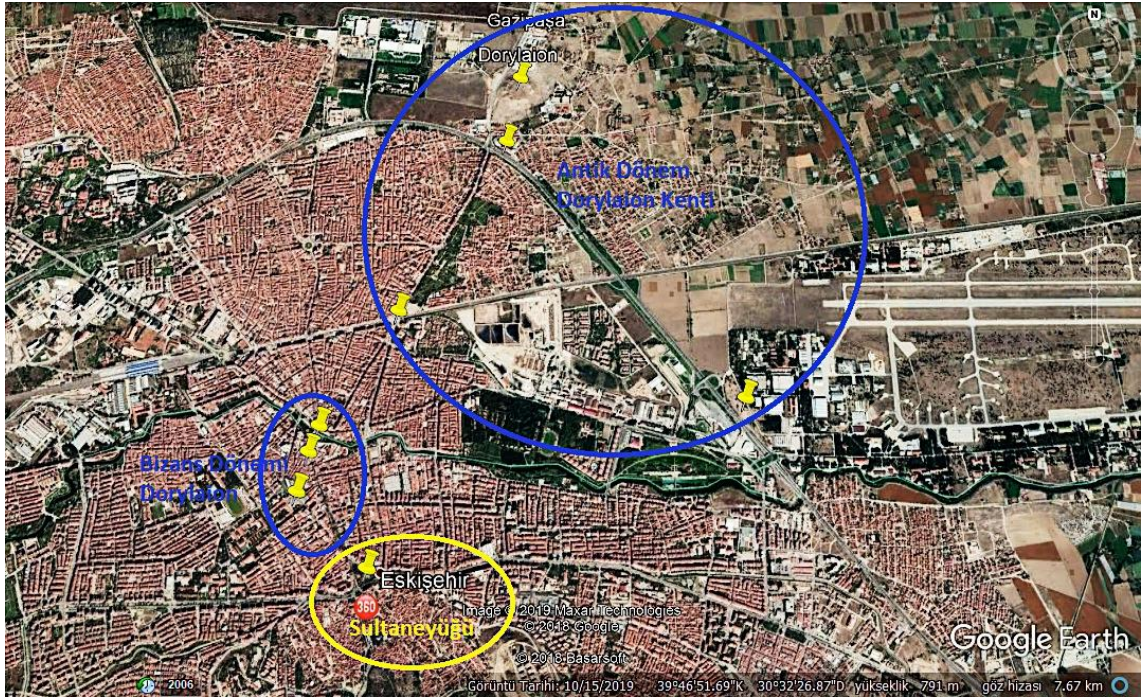 N
Gazipaşa
Dorylaion
Antik Dönem
Dorylaion Kenti
Bizans Dönemi
Dorylaion
Eskişehir
360
Sultaneyüğü
Image © 2019 Maxar Technologies
© 2018 Google
© 2018 Basarsoft
Google Earth
2006
Görüntü Tarihi: 10/15/2019 39°46'51.69"K 30°32'26.87"D yükseklik 791 m göz hizası 7.67 km